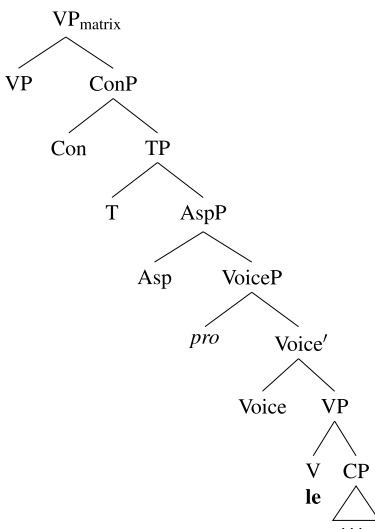 VPmatrix
VP ConP
Con TP
T AspP
Asp VoiceP
pro Voice′
Voice VP
V CP
le
...